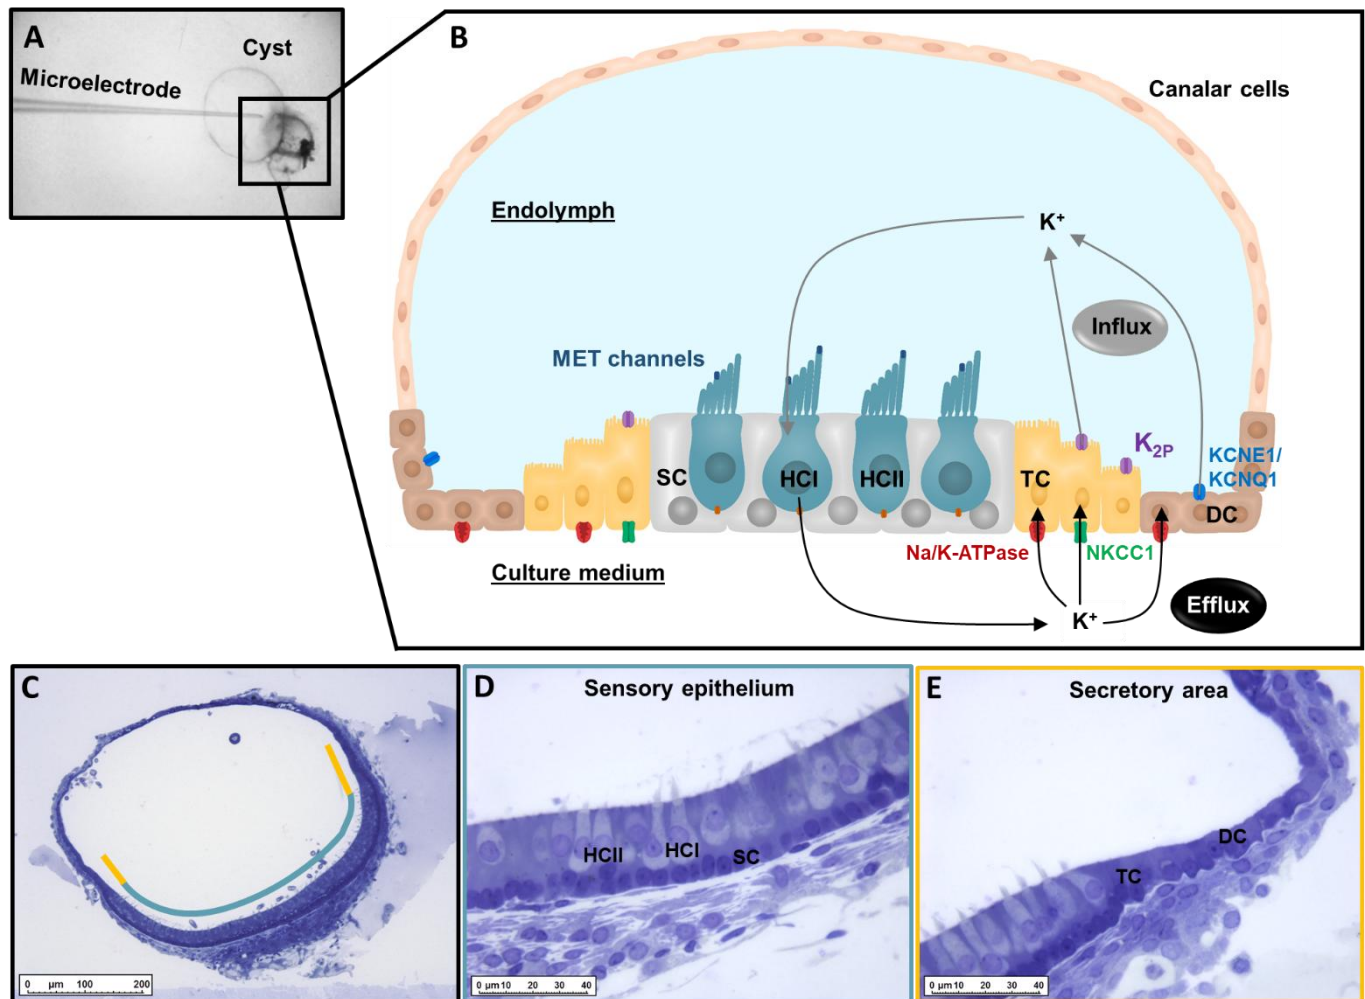 A
Cyst
Microelectrode
B
Canalar cells
Endolymph
K+
Influx
MET channels
K2P
KCNE1/
KCNQ1
SC
HCI
HCII
TC
DC
Na/K-ATPase
NKCC1
Culture medium
Efflux
K+
C
0 µm 100 200
D
Sensory epithelium
HCII
HCI
SC
0 µm 10 20 30 40
E
Secretory area
DC
TC
0 µm 10 20 30 40